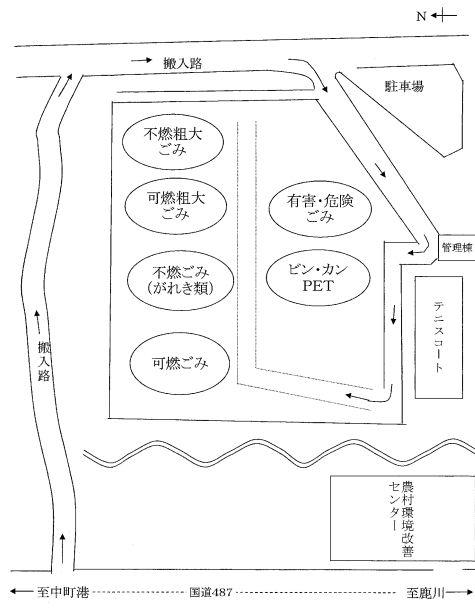 N
搬入路
駐車場
不燃粗大
ごみ
可燃粗大
ごみ
有害・危険
ごみ
管理棟
不燃ごみ
(がれき類)
ビン・カン
PET
テニスコート
搬入路
可燃ごみ
農村環境改善
センター
至中町港
国道487
至鹿川